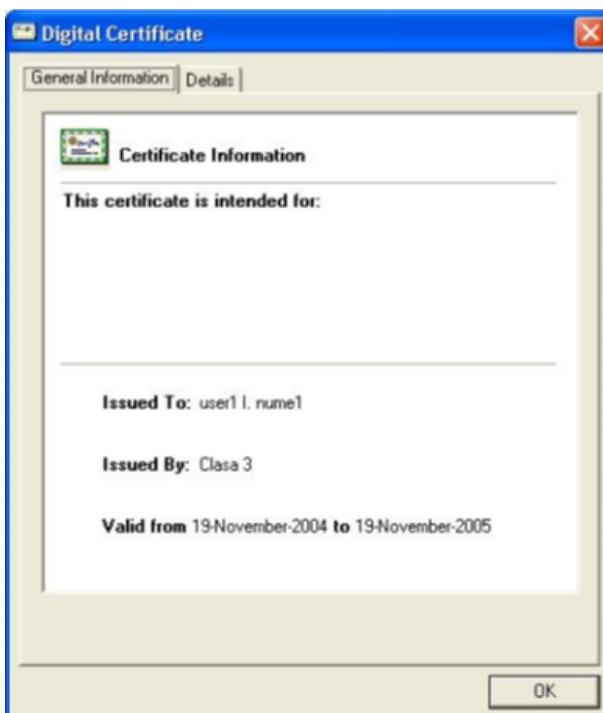 Digital Certificate
General Information Details
Certificate Information
This certificate is intended for:
Issued To: user1 I. nume1
Issued By: Clasa 3
Valid from 19-November-2004 to 19-November-2005
OK